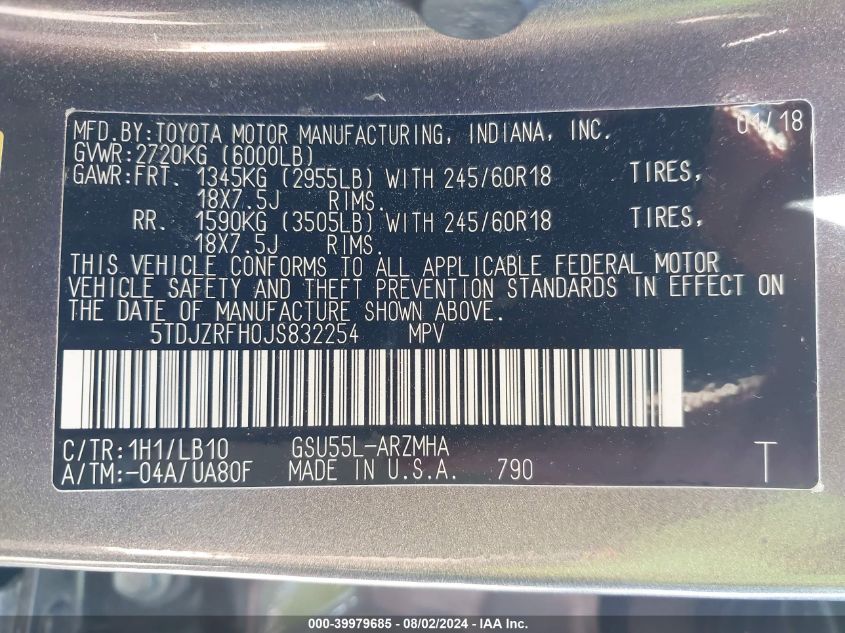 MFD.BY:TOYOTA MOTOR MANUFACTURING, INDIANA, INC. 01/18
GVWR:2720KG (6000LB)
GAWR:FRT. 1345KG (2955LB) WITH 245/60R18 TIRES,
18X7.5J RIMS.
RR. 1590KG (3505LB) WITH 245/60R18 TIRES,
18X7.5J RIMS.
THIS VEHICLE CONFORMS TO ALL APPLICABLE FEDERAL MOTOR
VEHICLE SAFETY AND THEFT PREVENTION STANDARDS IN EFFECT ON
THE DATE OF MANUFACTURE SHOWN ABOVE.
5TDJZRFH0JS832254 MPV
C/TR:1H1/LB10 GSU55L-ARZMHA
A/TM:-04A/UA80F MADE IN U.S.A. 790 T
000-39979685 - 08/02/2024 - IAA Inc.